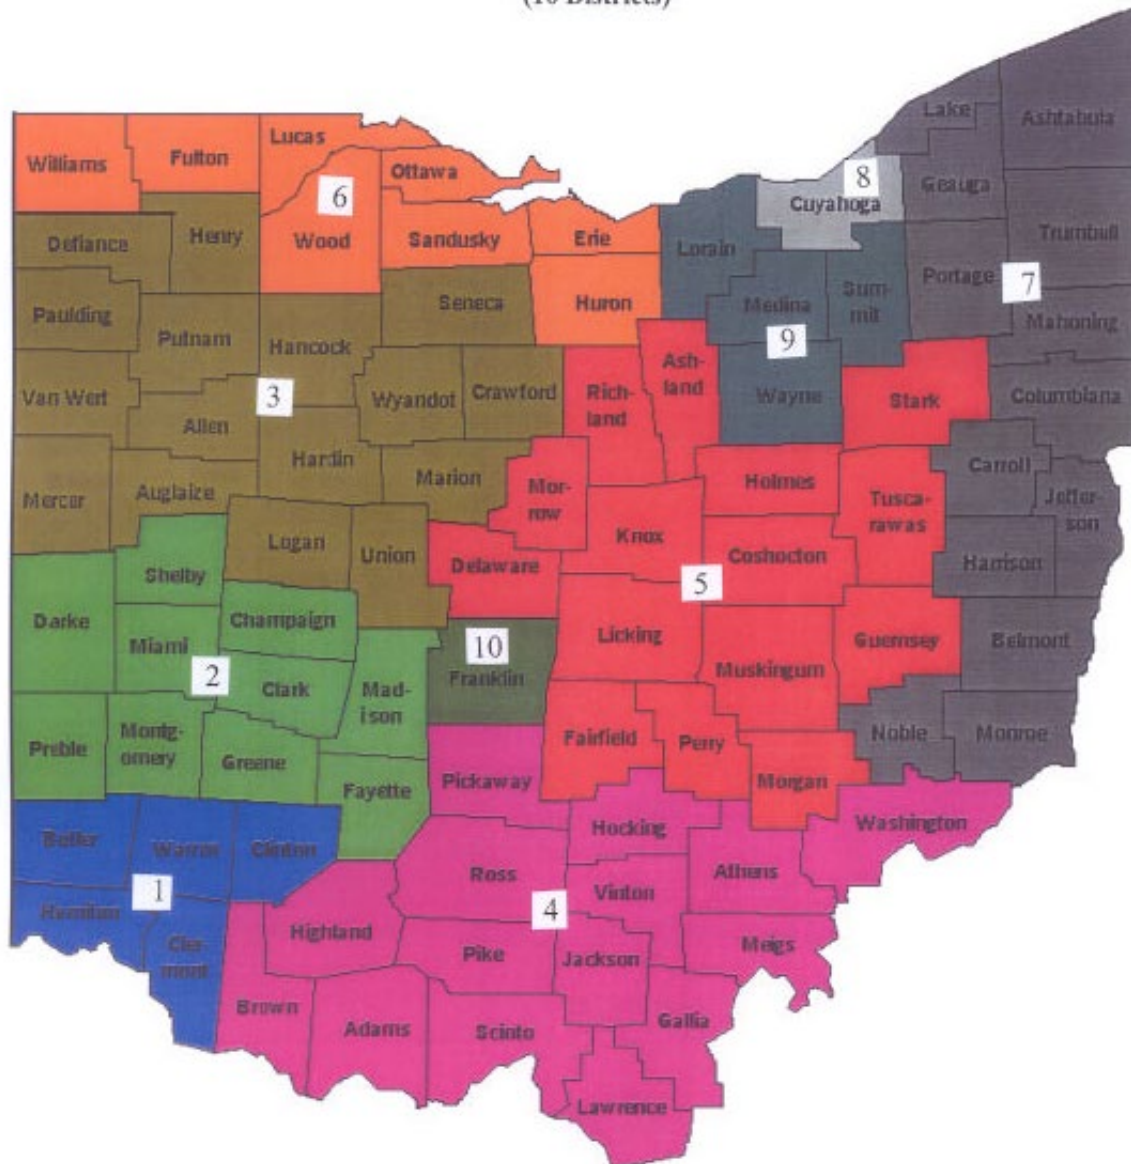 (10 Districts)
Lake
Ashtabula
Lucas
Williams
Fulton
Ottawa
8
Geauga
6
Cuyahoga
Defiance
Henry
Wood
Sandusky
Erie
Lorain
Trumbull
Portage
7
Paulding
Seneca
Huron
Medina
Sum-
mit
Mahoning
Putnam
Hancock
9
Van Wert
3
Wyandot
Crawford
Rich-
land
Ash-
land
Wayne
Stark
Columbiana
Allen
Hardin
Mercer
Auglaize
Marion
Mor-
row
Holmes
Tusca-
rawas
Carroll
Jeffer-
son
Logan
Union
Knox
Coshocton
Harrison
Shelby
Delaware
5
Darke
Champaign
Licking
Guernsey
Belmont
Miami
2
10
Clark
Mad-
ison
Franklin
Muskingum
Preble
Montg-
omery
Greene
Fairfield
Perry
Noble
Monroe
Fayette
Pickaway
Morgan
Butler
Warren
Clinton
Hocking
Washington
1
Ross
Athens
Hamilton
4
Vinton
Highland
Cler
mont
Pike
Jackson
Meigs
Brown
Adams
Scinto
Gallia
Lawrence